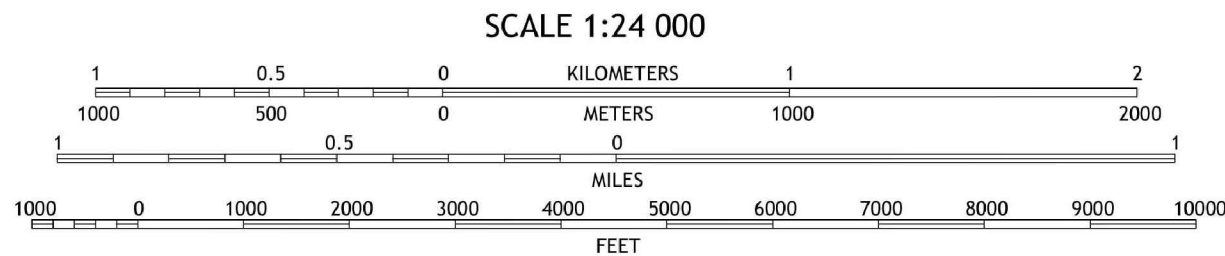 SCALE 1:24 000
1 0.5 0 KILOMETERS 1 2
1000 500 0 METERS 1000 2000
1 0.5 0 1
MILES
1000 0 1000 2000 3000 4000 5000 6000 7000 8000 9000 10000
FEET